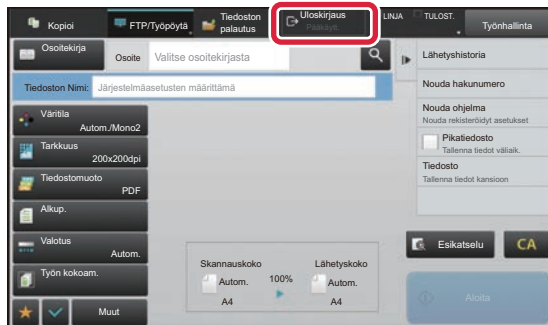 Kopioi
FTP/Työpöytä
Tiedoston
palautus
Uloskirjaus
Pääkäytt.
LINJA
TULOST.
Työnhallinta
Osoitekirja
Osoite
Valitse osoitekirjasta
Tiedoston Nimi:
Järjestelmäasetusten määrittämä
Väritila
Autom./Mono2
Tarkkuus
200x200dpi
Tiedostomuoto
PDF
Alkup.
Valotus
Autom.
Työn kokoam.
Muut
Skannauskoko
Autom.
A4
100%
Lähetyskoko
Autom.
A4
Lähetyshistoria
Nouda hakunumero
Nouda ohjelma
Nouda rekisteröidyt asetukset
Pikatiedosto
Tallenna tiedot väliaik.
Tiedosto
Tallenna tiedot kansioon
Esikatselu
CA
Aloita